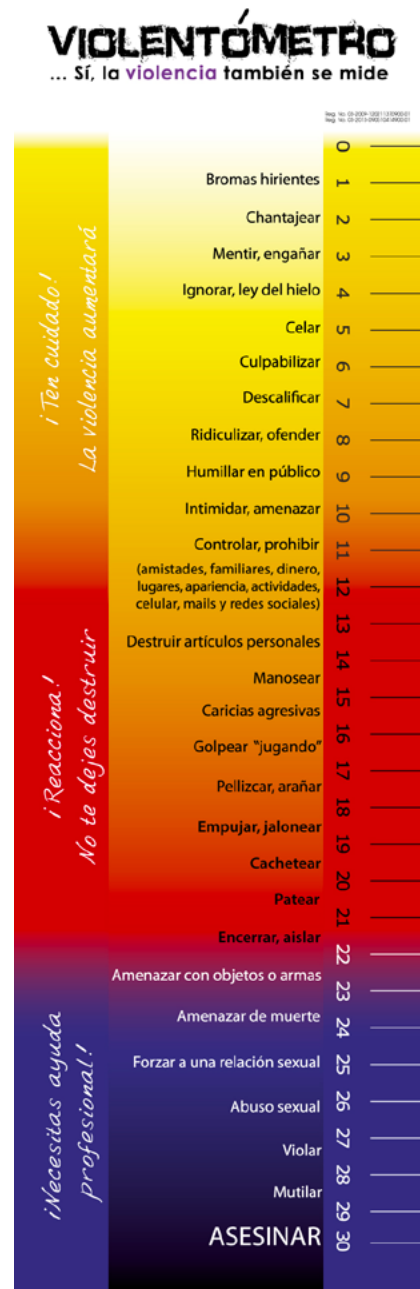 VIOLENTÓMETRO
... Sí, la violencia también se mide
0
Bromas hirientes 1
Chantajear 2
Mentir, engañar 3
Ignorar, ley del hielo 4
Celar 5
Culpabilizar 6
Descalificar 7
Ridiculizar, ofender 8
Humillar en público 9
Intimidar, amenazar 10
Controlar, prohibir 11
(amistades, familiares, dinero,
lugares, apariencia, actividades, 12
celular, mails y redes sociales)
13
Destruir artículos personales
14
Manosear
15
Caricias agresivas
16
Golpear "jugando"
17
Pellizcar, arañar
18
Empujar, jalonear
19
Cachetear
20
Patear
21
Encerrar, aislar
22
Amenazar con objetos o armas
23
Amenazar de muerte 24
Forzar a una relación sexual 25
Abuso sexual 26
27
Violar
28
Mutilar
29
ASESINAR 30
¡Ten cuidado!
La violencia aumentará
¡Reacciona!
No te dejes destruir
¡Necesitas ayuda
profesional!